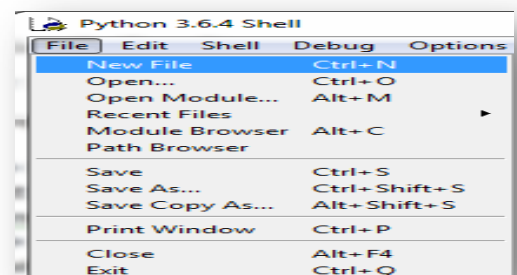 Python 3.6.4 Shell
File Edit Shell Debug Options
New File Ctrl+N
Open... Ctrl+O
Open Module... Alt+M
Recent Files
Module Browser Alt+C
Path Browser
Save Ctrl+S
Save As... Ctrl+Shift+S
Save Copy As... Alt+Shift+S
Print Window Ctrl+P
Close Alt+F4
Exit Ctrl+Q